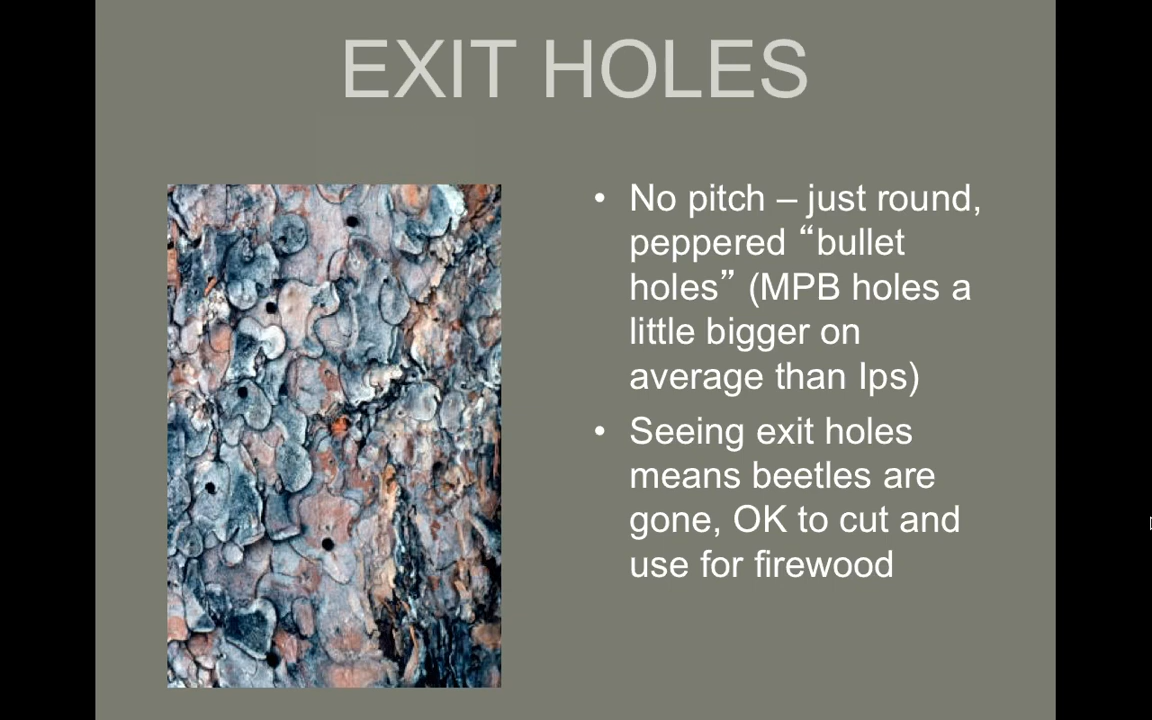 EXIT HOLES
• No pitch – just round,
peppered “bullet
holes” (MPB holes a
little bigger on
average than Ips)
• Seeing exit holes
means beetles are
gone, OK to cut and
use for firewood